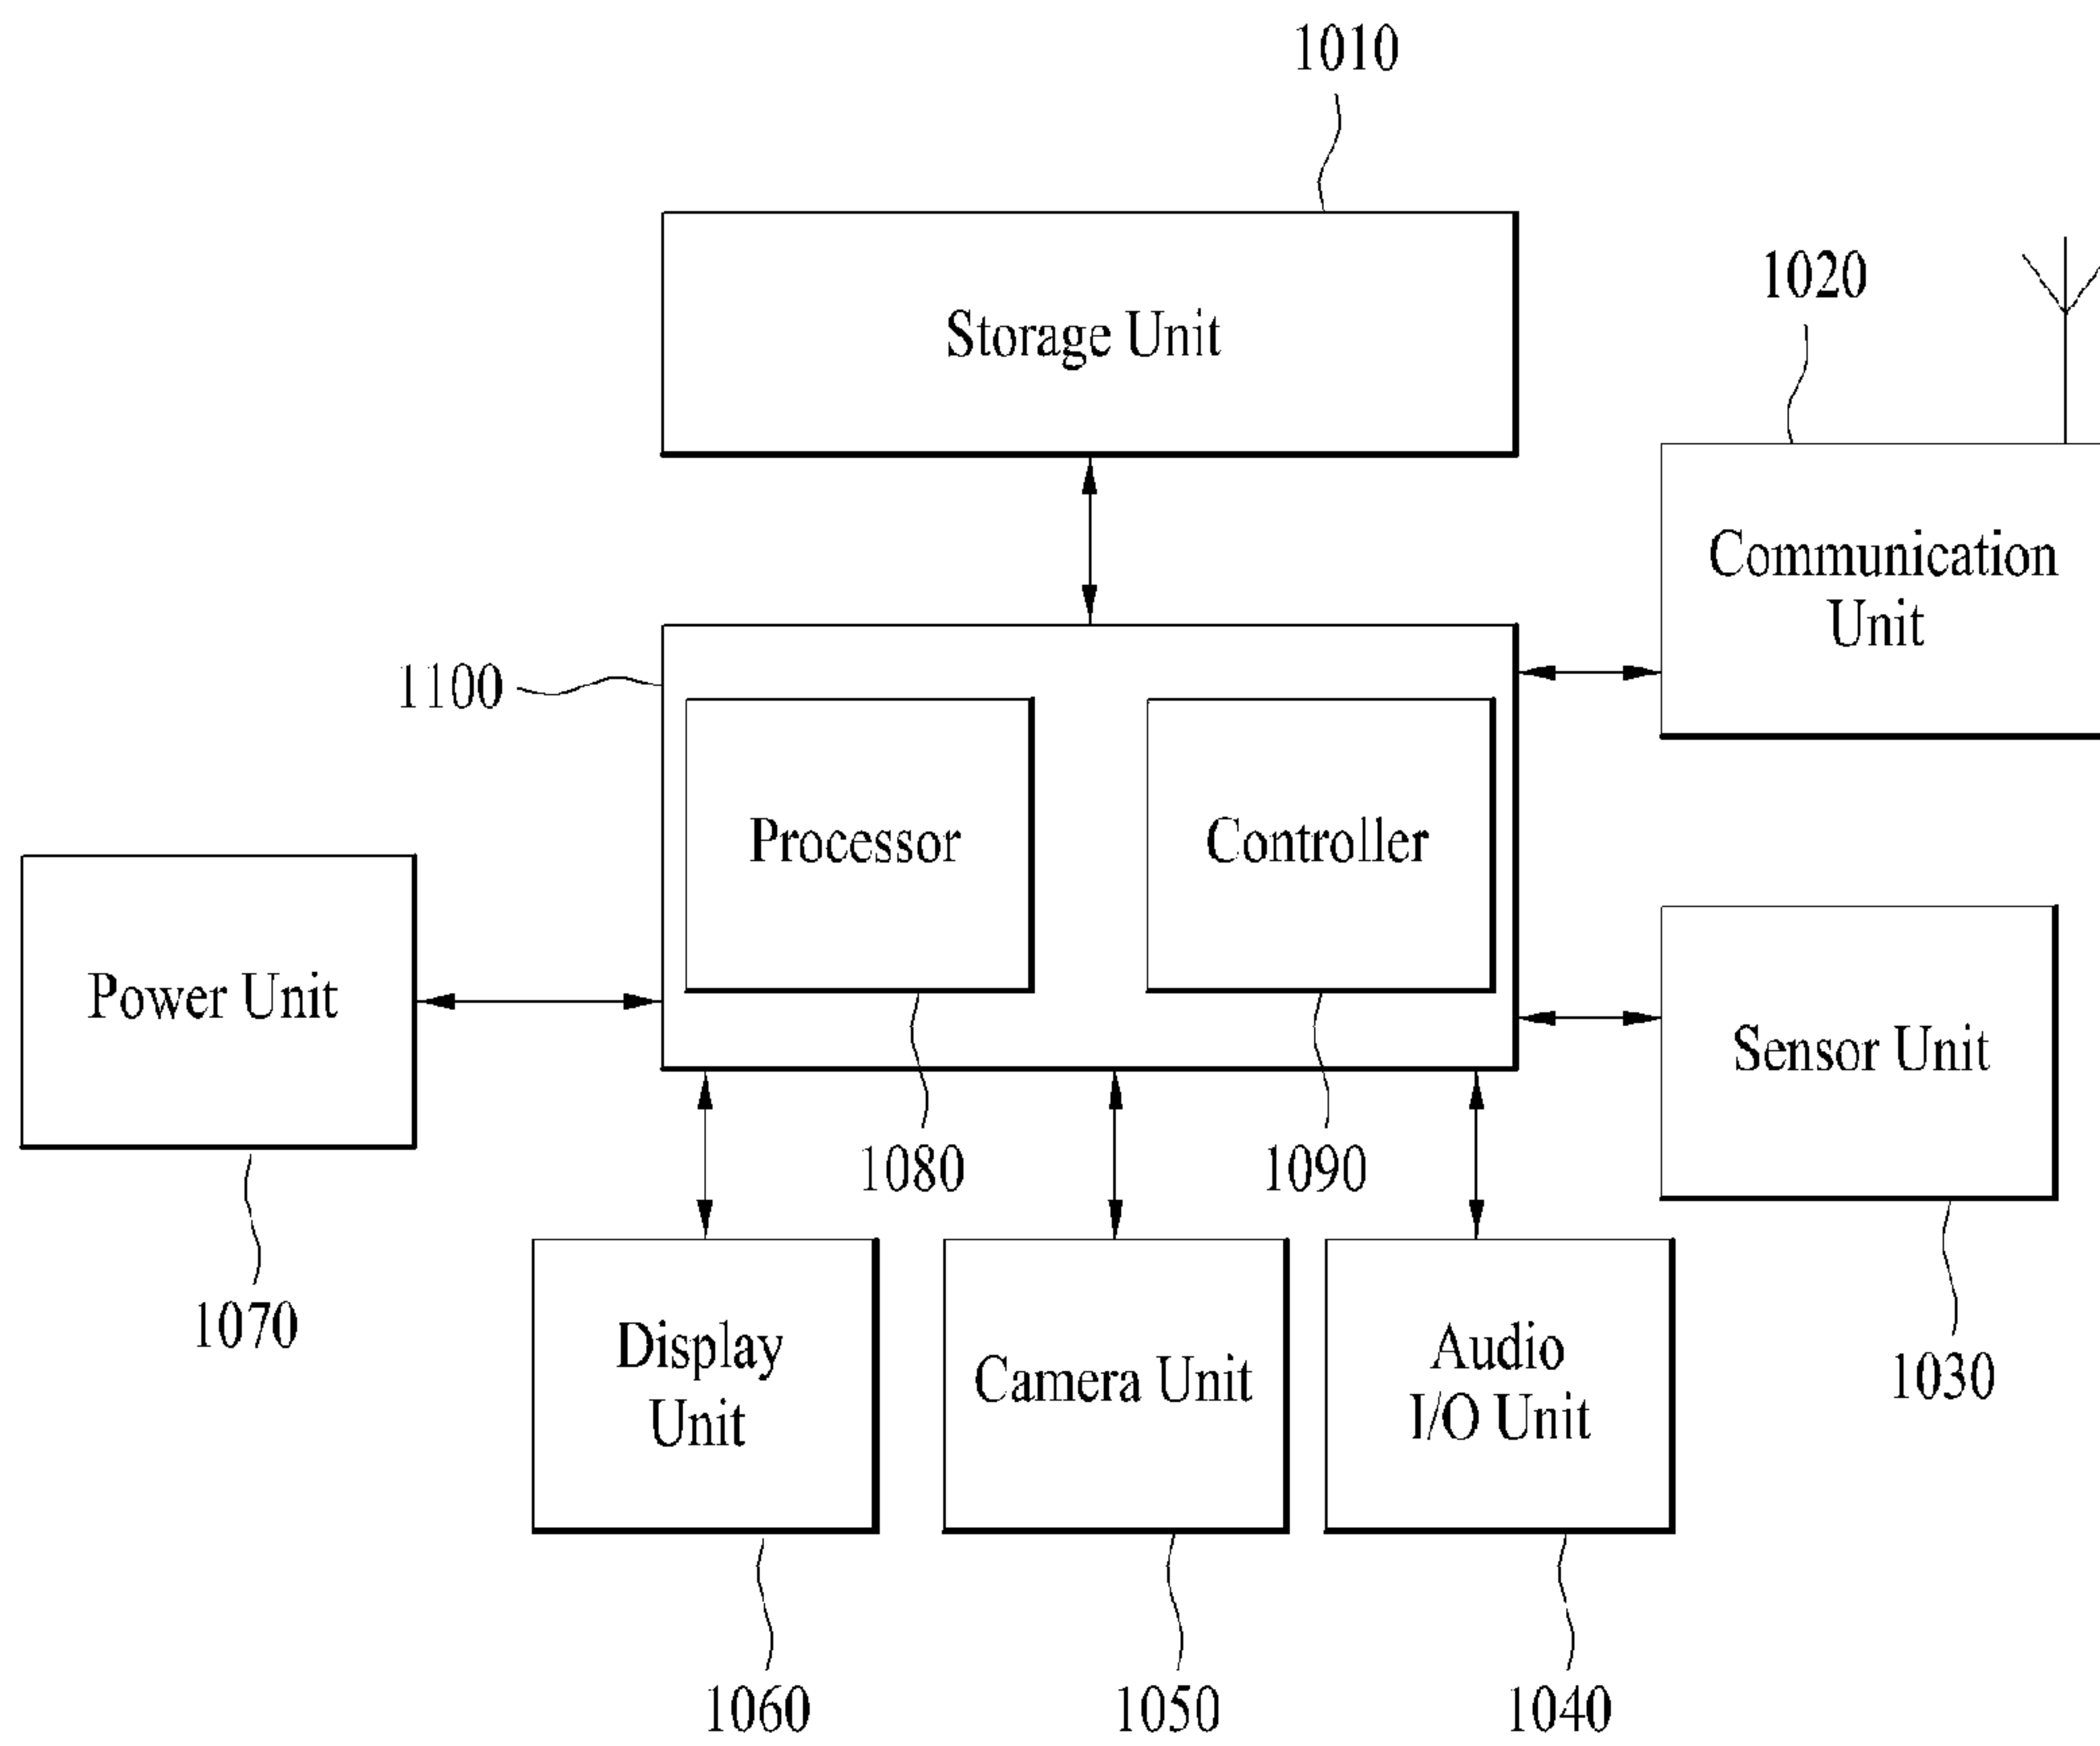 1010
Storage Unit
1020
Communication
Unit
1100
Processor
Controller
Power Unit
Sensor Unit
1080
1090
1070
Display
Unit
Camera Unit
Audio
I/O Unit
1030
1060
1050
1040